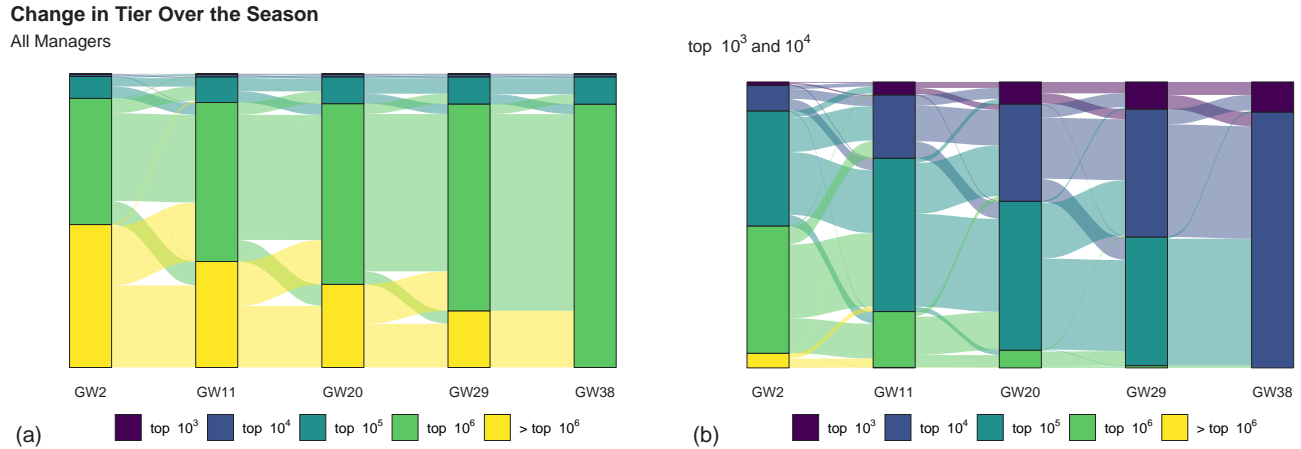 Change in Tier Over the Season
All Managers
GW2 GW11 GW20 GW29 GW38
(a) top 10³ top 10⁴ top 10⁵ top 10⁶ > top 10⁶
top 10³ and 10⁴
GW2 GW11 GW20 GW29 GW38
(b) top 10³ top 10⁴ top 10⁵ top 10⁶ > top 10⁶